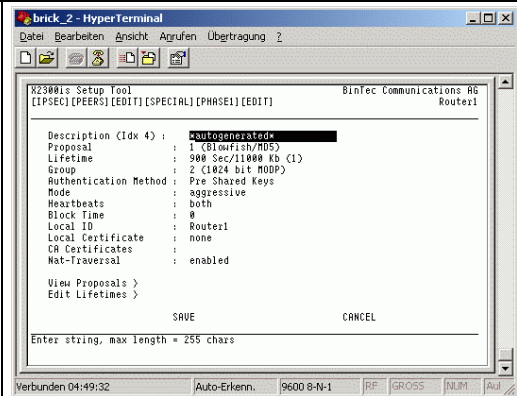 brick_2 - HyperTerminal
Datei Bearbeiten Ansicht Anrufen Übertragung ?
X2300is Setup Tool BinTec Communications AG
[IPSEC][PEERS][EDIT][SPECIAL][PHASE1][EDIT] Router1
Description (Idx 4) : *autogenerated*
Proposal : 1 (Blowfish/MD5)
Lifetime : 900 Sec/11000 Kb (1)
Group : 2 (1024 bit MODP)
Authentication Method : Pre Shared Keys
Mode : aggressive
Heartbeats : both
Block Time : 0
Local ID : Router1
Local Certificate : none
CA Certificates :
Nat-Traversal : enabled
View Proposals >
Edit Lifetimes >
SAVE CANCEL
Enter string, max length = 255 chars
Verbunden 04:49:32 Auto-Erkenn. 9600 8-N-1 RF GROSS NUM Auf